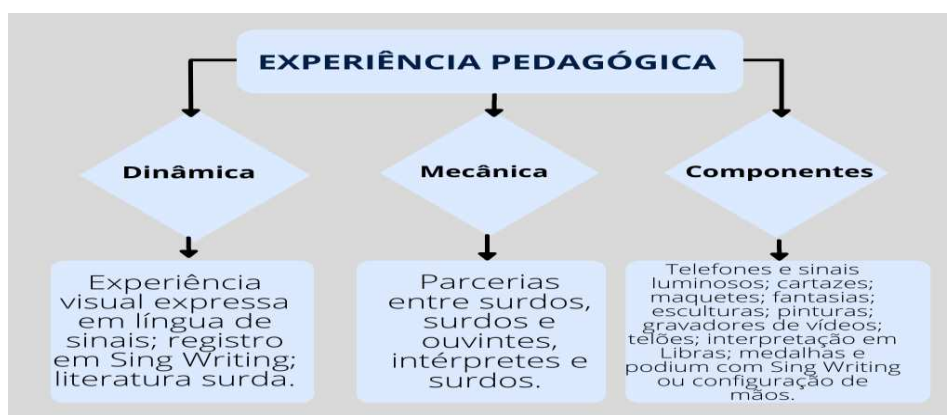 EXPERIÊNCIA PEDAGÓGICA
Dinâmica
Mecânica
Componentes
Experiência
visual expressa
em língua de
sinais; registro
em Sing Writing;
literatura surda.
Parcerias
entre surdos,
surdos e
ouvintes,
intérpretes e
surdos.
Telefones e sinais
luminosos; cartazes;
maquetes; fantasias;
esculturas; pinturas;
gravadores de vídeos;
telões; interpretação em
Libras; medalhas e
podium com Sing Writing
ou configuração de
mãos.